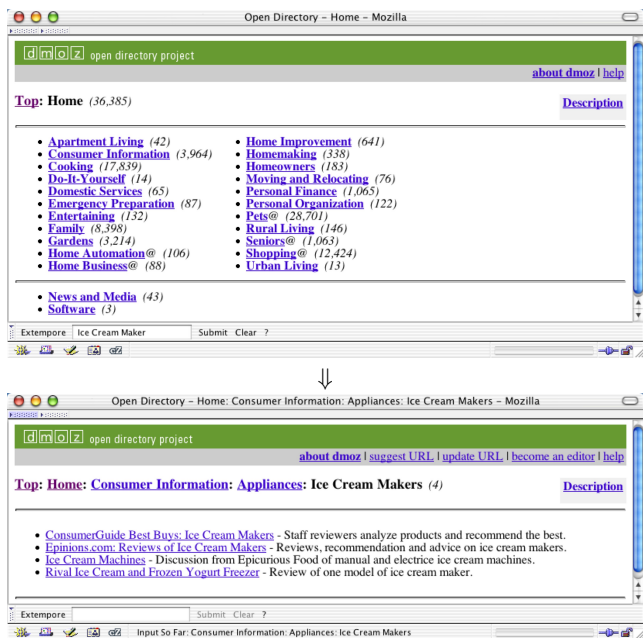 Open Directory - Home - Mozilla
dmoz open directory project
about dmoz | help
Top: Home (36,385) Description
Apartment Living (42)
Consumer Information (3,964)
Cooking (17,839)
Do-It-Yourself (14)
Domestic Services (65)
Emergency Preparation (87)
Entertaining (132)
Family (8,398)
Gardens (3,214)
Home Automation@ (106)
Home Business@ (88)
Home Improvement (641)
Homemaking (338)
Homeowners (183)
Moving and Relocating (76)
Personal Finance (1,065)
Personal Organization (122)
Pets@ (28,701)
Rural Living (146)
Seniors@ (1,063)
Shopping@ (12,424)
Urban Living (13)
News and Media (43)
Software (3)
Extempore Ice Cream Maker Submit Clear ?
⇓
Open Directory - Home: Consumer Information: Appliances: Ice Cream Makers - Mozilla
dmoz open directory project
about dmoz | suggest URL | update URL | become an editor | help
Top: Home: Consumer Information: Appliances: Ice Cream Makers (4) Description
ConsumerGuide Best Buys: Ice Cream Makers - Staff reviewers analyze products and recommend the best.
Epinions.com: Reviews of Ice Cream Makers - Reviews, recommendation and advice on ice cream makers.
Ice Cream Machines - Discussion from Epicurious Food of manual and electrice ice cream machines.
Rival Ice Cream and Frozen Yogurt Freezer - Review of one model of ice cream maker.
Extempore Submit Clear ?
Input So Far: Consumer Information: Appliances: Ice Cream Makers